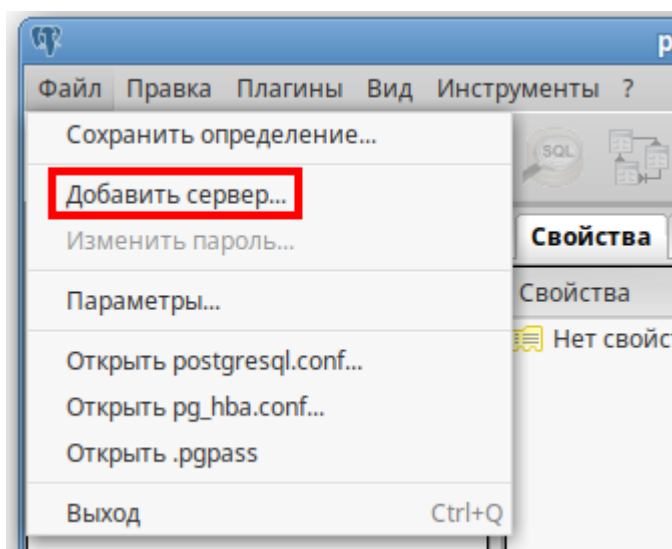 p
Файл Правка Плагины Вид Инструменты ?
Сохранить определение...
SQL
Добавить сервер...
Изменить пароль...
Свойства
Параметры...
Свойства
Открыть postgresql.conf...
Нет свойс
Открыть pg_hba.conf...
Открыть .pgpass
Выход Ctrl+Q